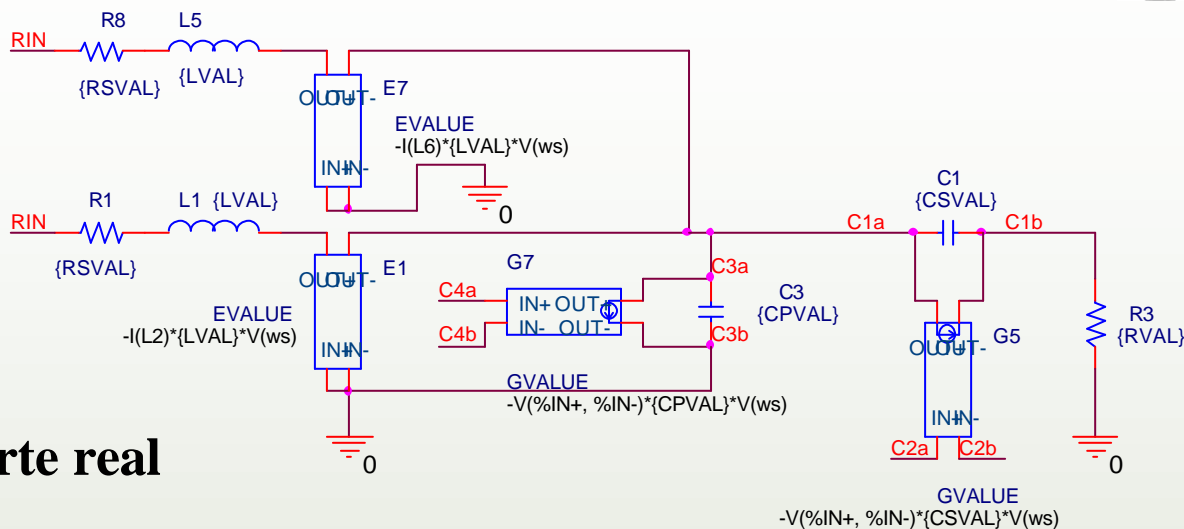 R8 L5
RIN
{RSVAL} {LVAL}
OUT+ OUT- E7
EVALUE
-I(L6)*{LVAL}*V(ws)
IN+ IN-
0
R1 L1 {LVAL}
RIN
{RSVAL}
OUT+ OUT- E1
EVALUE
-I(L2)*{LVAL}*V(ws)
IN+ IN-
0
G7
C4a IN+ OUT+
C4b IN- OUT-
GVALUE
-V(%IN+, %IN-)*{CPVAL}*V(ws)
C3a
C3
{CPVAL}
C3b
C1
{CSVAL}
C1a C1b
R3
{RVAL}
OUT+ OUT- G5
IN+ IN-
C2a C2b
0
GVALUE
-V(%IN+, %IN-)*{CSVAL}*V(ws)
rte real